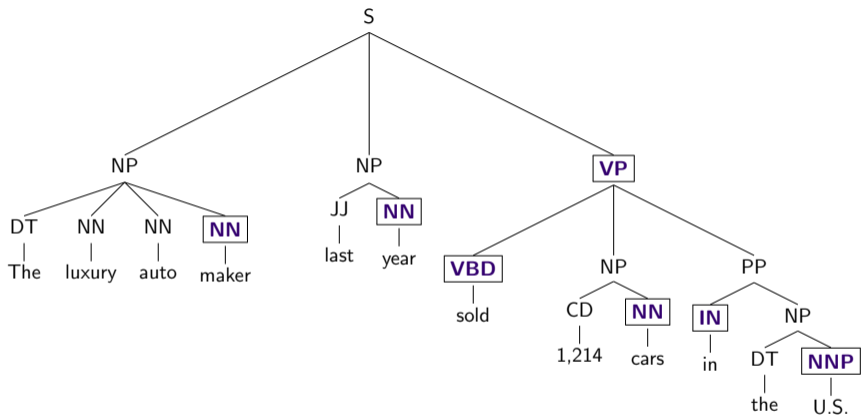 S
NP NP VP
DT NN NN NN JJ NN VBD NP PP
The luxury auto maker last year sold CD NN IN NP
1,214 cars in DT NNP
the U.S.